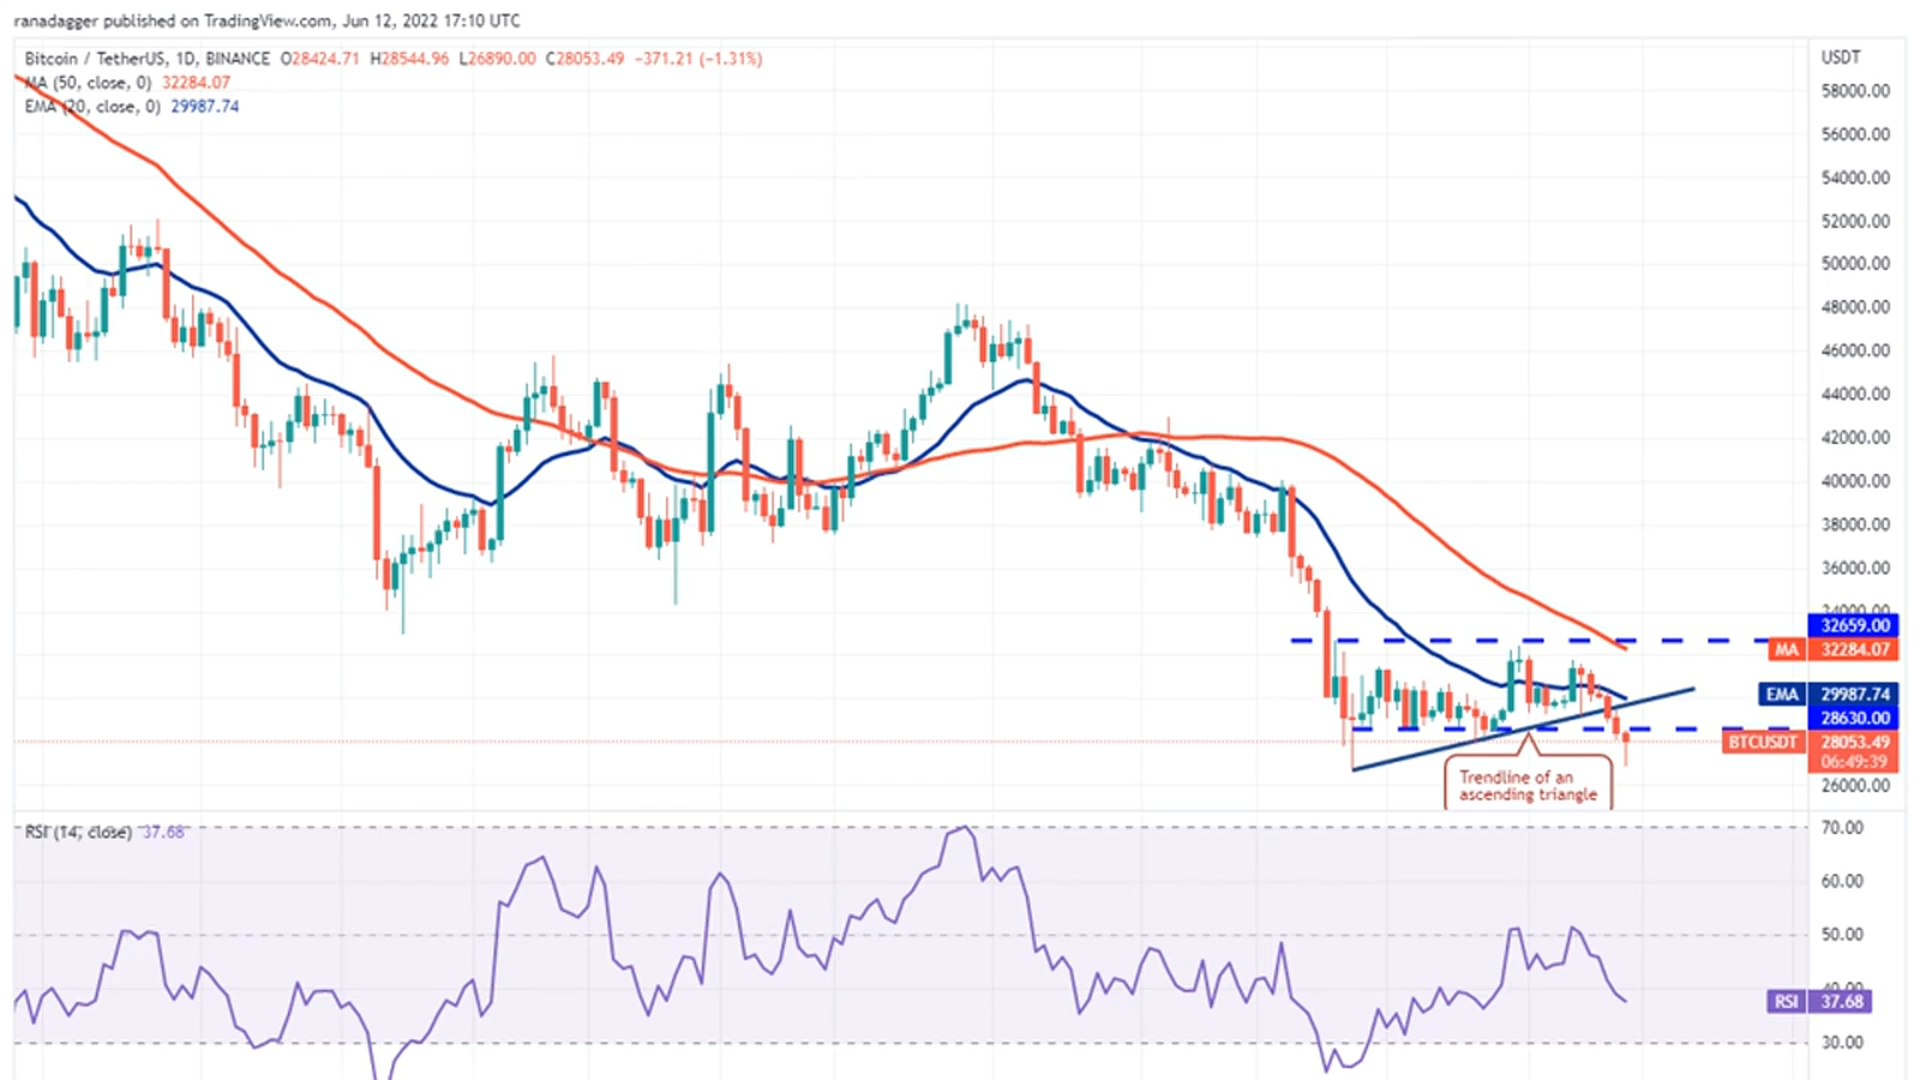 ranadagger published on TradingView.com, Jun 12, 2022 17:10 UTC
Bitcoin / TetherUS, 1D, BINANCE O28424.71 H28544.96 L26890.00 C28053.49 −371.21 (−1.31%)
MA (50, close, 0) 32284.07
EMA (20, close, 0) 29987.74
USDT
58000.00
56000.00
54000.00
52000.00
50000.00
48000.00
46000.00
44000.00
42000.00
40000.00
38000.00
36000.00
34000.00
32659.00
MA 32284.07
EMA 29987.74
28630.00
BTCUSDT 28053.49
06:49:39
26000.00
Trendline of an
ascending triangle
RSI (14, close) 37.68
70.00
60.00
50.00
40.00
RSI 37.68
30.00